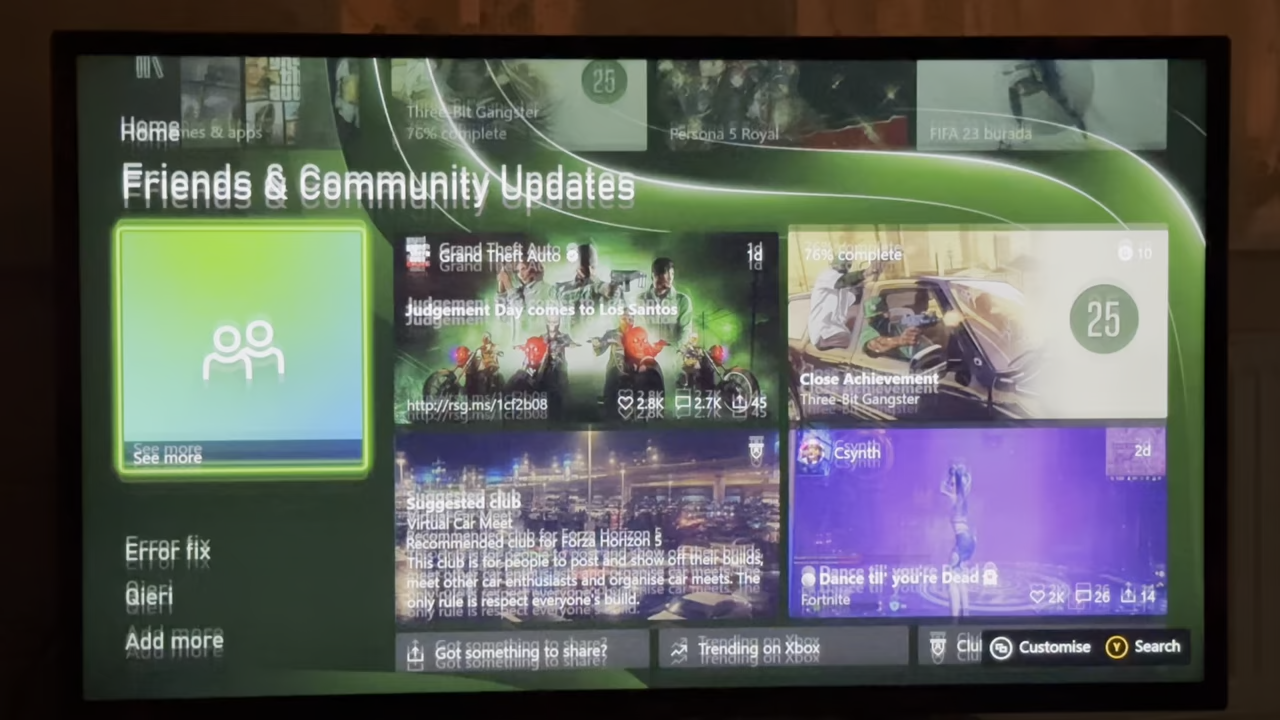 25
Three-Bit Gangster
76% complete
Persona 5 Royal
FIFA 23 burada
Home
& apps
Friends & Community Updates
See more
Grand Theft Auto
1d
Judgement Day comes to Los Santos
http://rsg.ms/1cf2b08
2.8K
2.7K
45
76% complete
10
25
Close Achievement
Three-Bit Gangster
Suggested club
Virtual Car Meet
Recommended club for Forza Horizon 5
This club is for people to post and show off their builds,
meet other car enthusiasts and organise car meets. The
only rule is respect everyone's build.
Csynth
2d
Dance til' you're Dead
Fortnite
2K
26
14
Error fix
Qieri
Add more
Got something to share?
Trending on Xbox
Clu
Customise
Y
Search